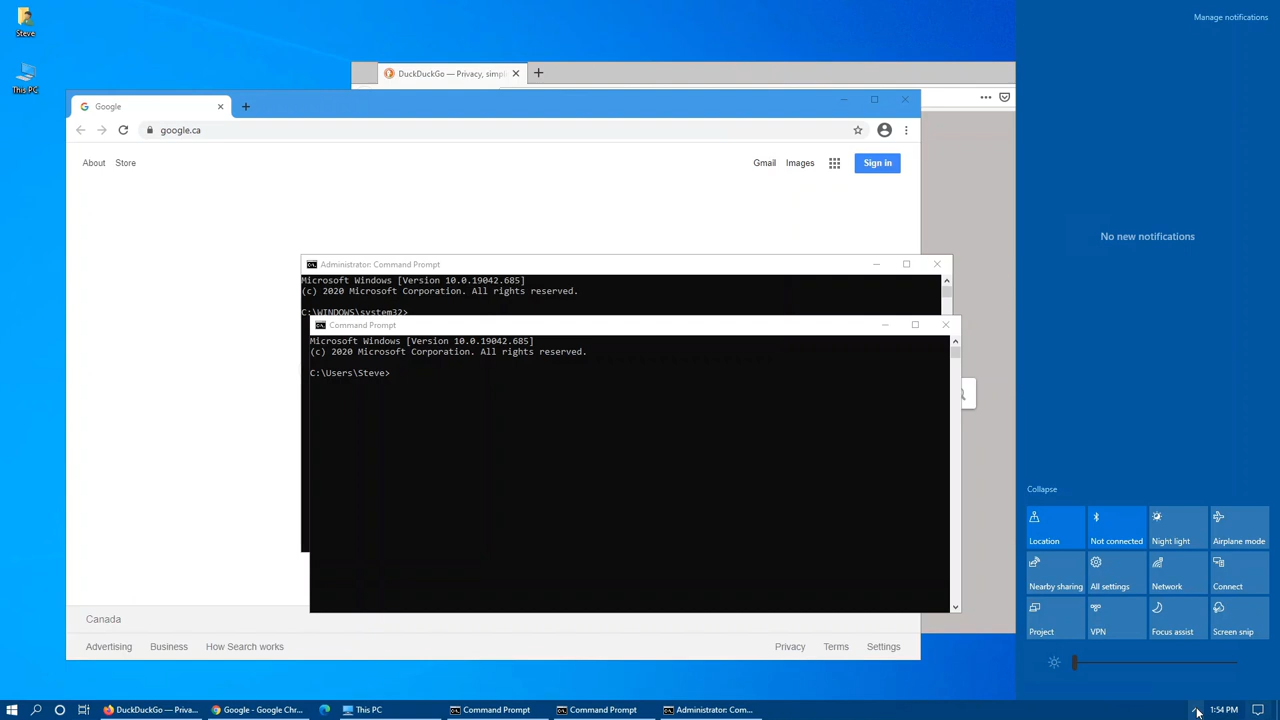 Steve
This PC
DuckDuckGo — Privacy, simpli
Google
google.ca
About
Store
Gmail
Images
Sign in
Administrator: Command Prompt
Microsoft Windows [Version 10.0.19042.685]
(c) 2020 Microsoft Corporation. All rights reserved.
C:\WINDOWS\system32>
Command Prompt
Microsoft Windows [Version 10.0.19042.685]
(c) 2020 Microsoft Corporation. All rights reserved.
C:\Users\Steve>
Canada
Advertising
Business
How Search works
Privacy
Terms
Settings
Manage notifications
No new notifications
Collapse
Location
Not connected
Night light
Airplane mode
Nearby sharing
All settings
Network
Connect
Project
VPN
Focus assist
Screen snip
DuckDuckGo — Priva...
Google - Google Chr...
This PC
Command Prompt
Command Prompt
Administrator: Com...
1:54 PM